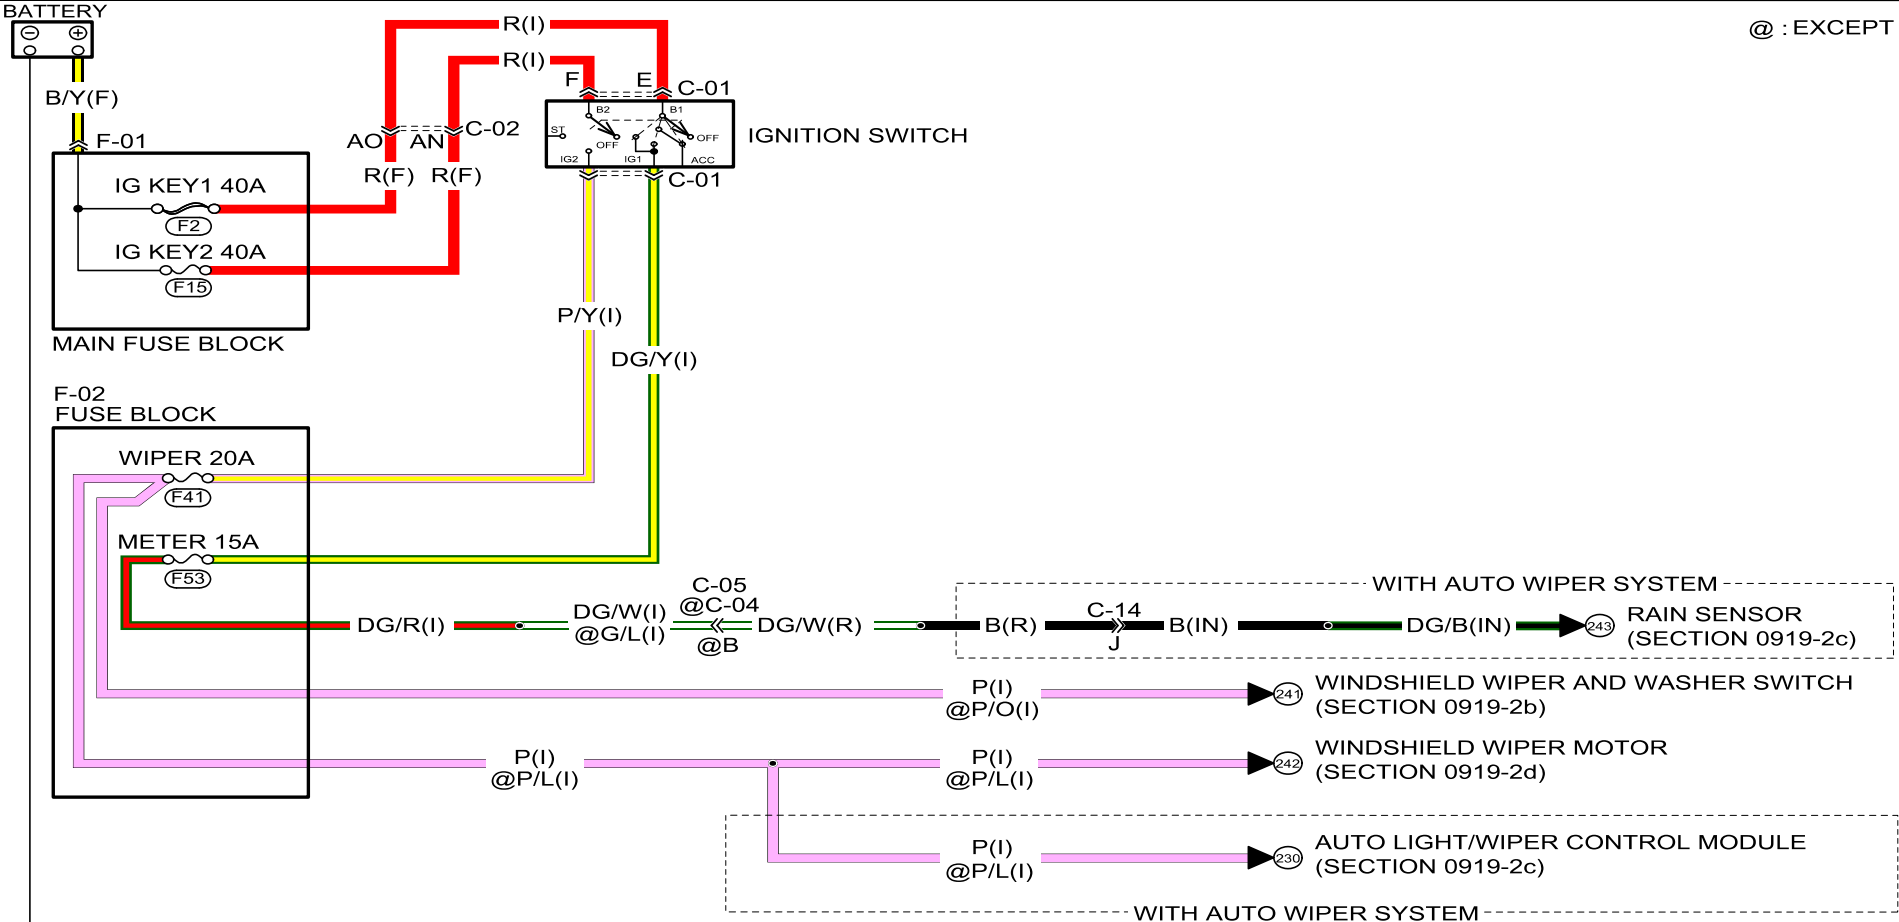 BATTERY
@ : EXCEPT
B/Y(F)
F-01
R(I)
R(I)
F
E
C-01
AO
AN
C-02
R(F)
R(F)
B2
B1
ST
OFF
OFF
IG2
IG1
ACC
IGNITION SWITCH
C-01
IG KEY1 40A
F2
IG KEY2 40A
F15
MAIN FUSE BLOCK
P/Y(I)
DG/Y(I)
F-02
FUSE BLOCK
WIPER 20A
F41
METER 15A
F53
C-05
@C-04
@B
DG/R(I)
DG/W(I)
@G/L(I)
DG/W(R)
WITH AUTO WIPER SYSTEM
B(R)
C-14
J
B(IN)
DG/B(IN)
243
RAIN SENSOR
(SECTION 0919-2c)
P(I)
@P/O(I)
241
WINDSHIELD WIPER AND WASHER SWITCH
(SECTION 0919-2b)
P(I)
@P/L(I)
P(I)
@P/L(I)
242
WINDSHIELD WIPER MOTOR
(SECTION 0919-2d)
P(I)
@P/L(I)
230
AUTO LIGHT/WIPER CONTROL MODULE
(SECTION 0919-2c)
WITH AUTO WIPER SYSTEM